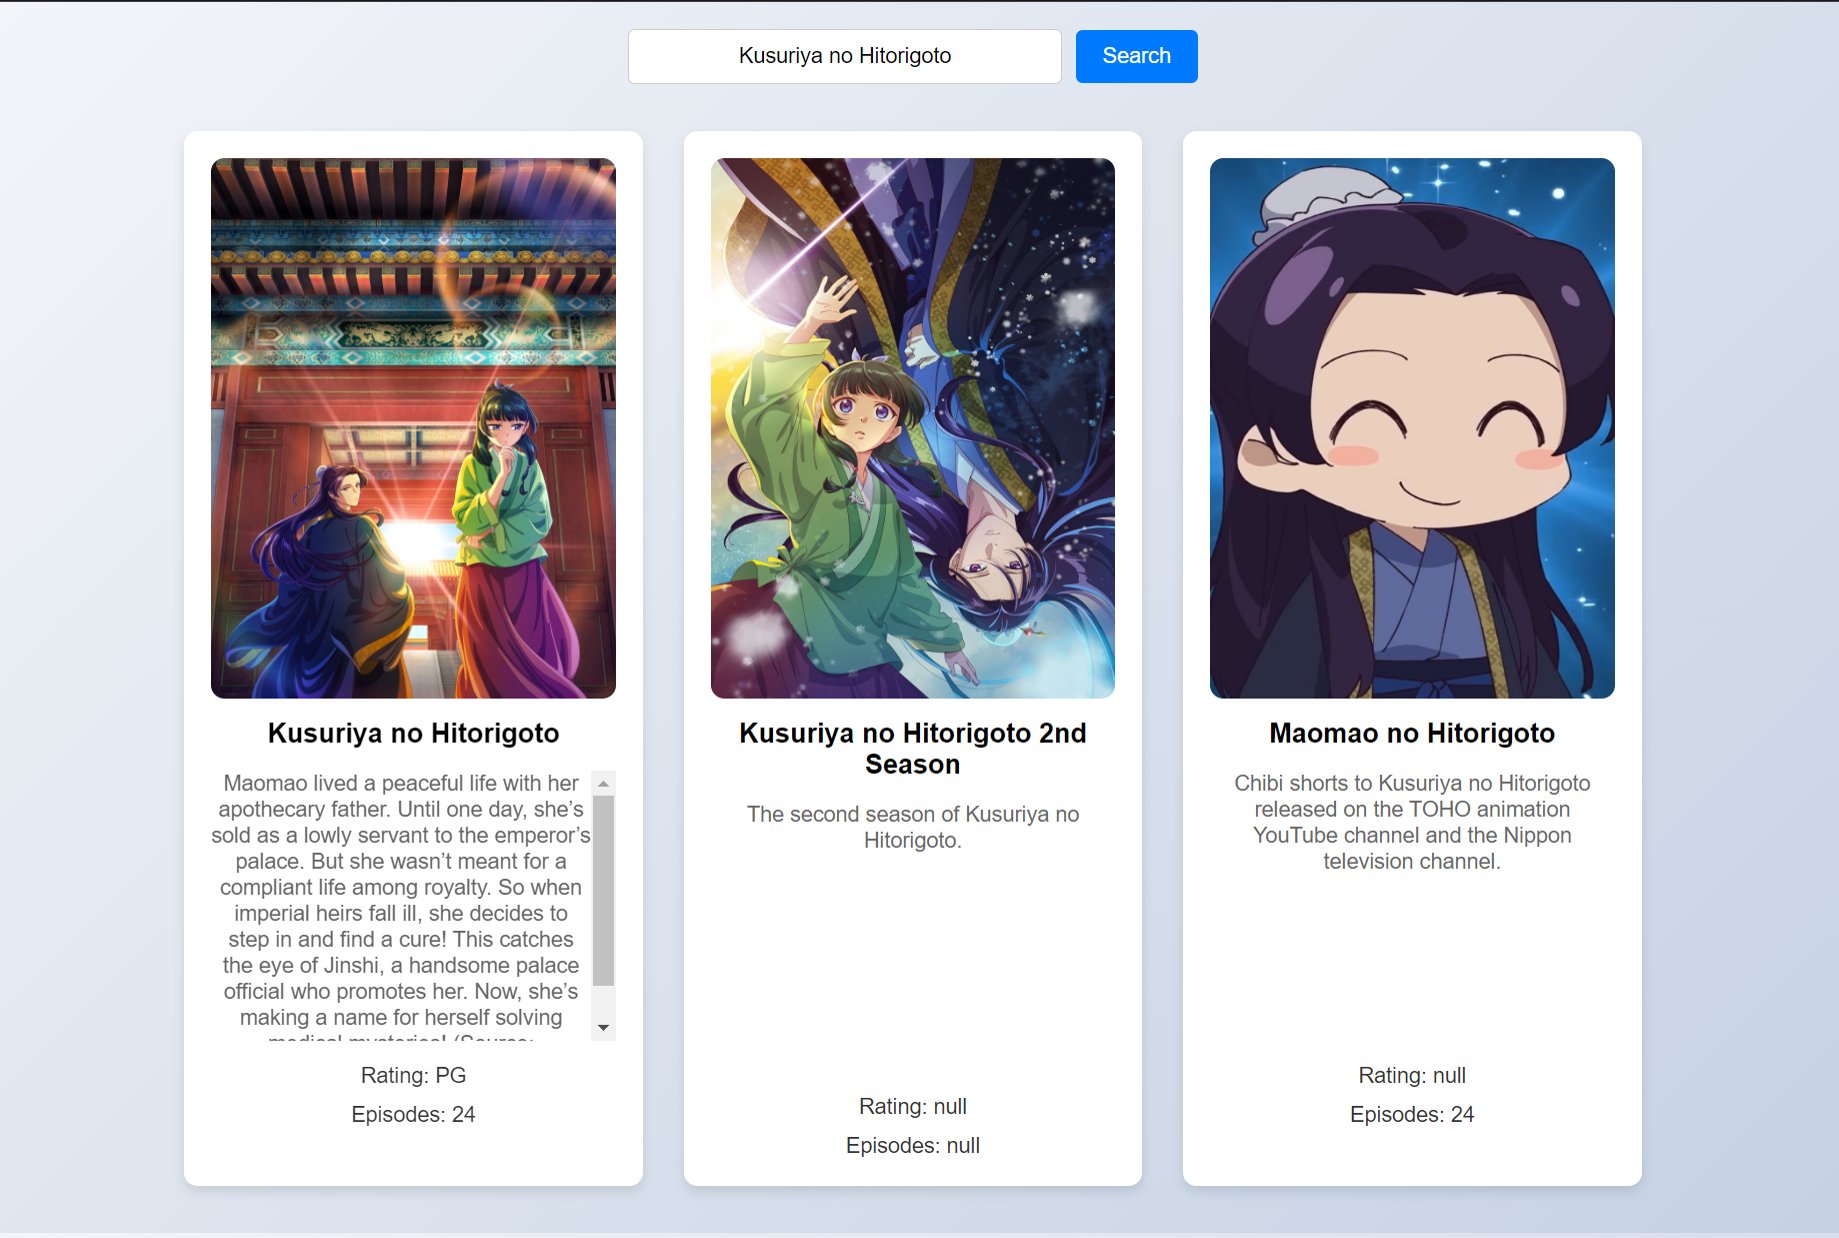 Kusuriya no Hitorigoto
Search
Kusuriya no Hitorigoto
Maomao lived a peaceful life with her
apothecary father. Until one day, she’s
sold as a lowly servant to the emperor’s
palace. But she wasn’t meant for a
compliant life among royalty. So when
imperial heirs fall ill, she decides to
step in and find a cure! This catches
the eye of Jinshi, a handsome palace
official who promotes her. Now, she’s
making a name for herself solving
medical mysteries! (Source:
Rating: PG
Episodes: 24
Kusuriya no Hitorigoto 2nd
Season
The second season of Kusuriya no
Hitorigoto.
Rating: null
Episodes: null
Maomao no Hitorigoto
Chibi shorts to Kusuriya no Hitorigoto
released on the TOHO animation
YouTube channel and the Nippon
television channel.
Rating: null
Episodes: 24